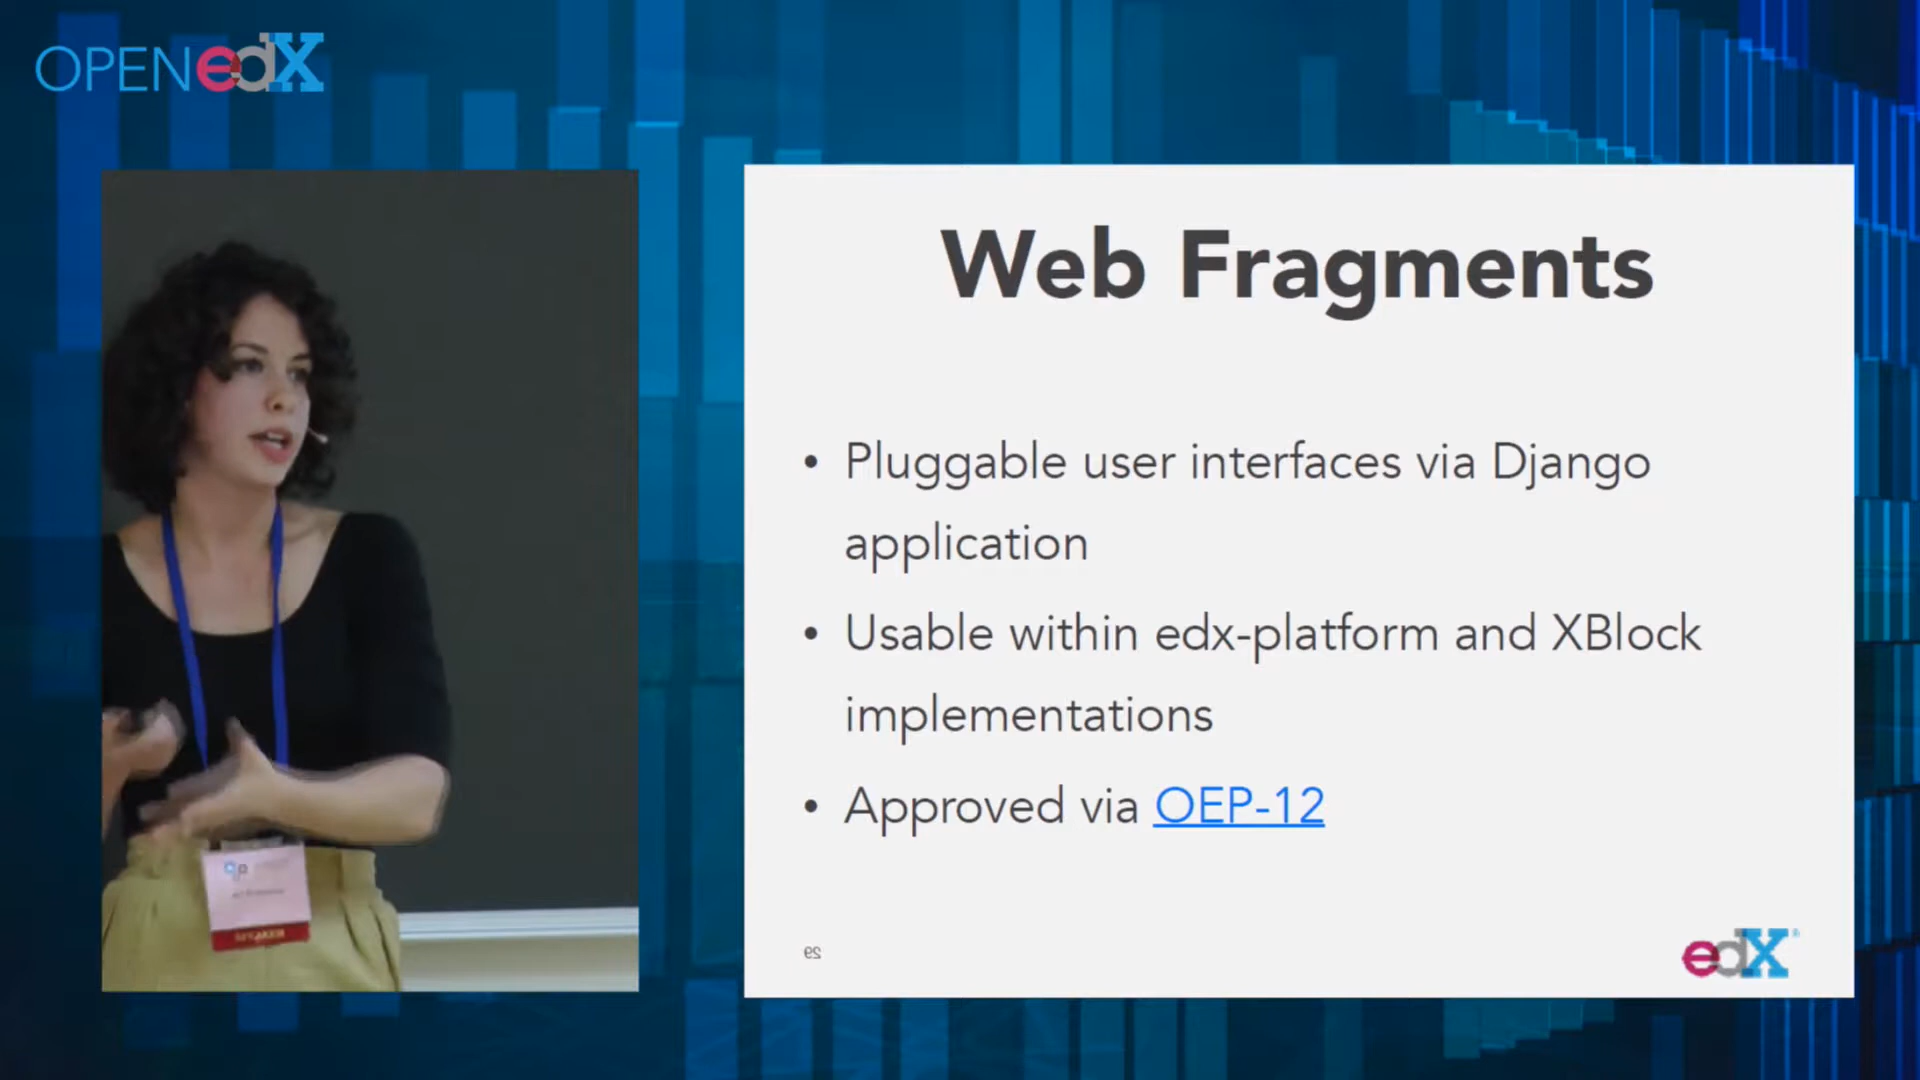 OPENedX
Web Fragments
• Pluggable user interfaces via Django
application
• Usable within edx-platform and XBlock
implementations
• Approved via OEP-12
29
edX